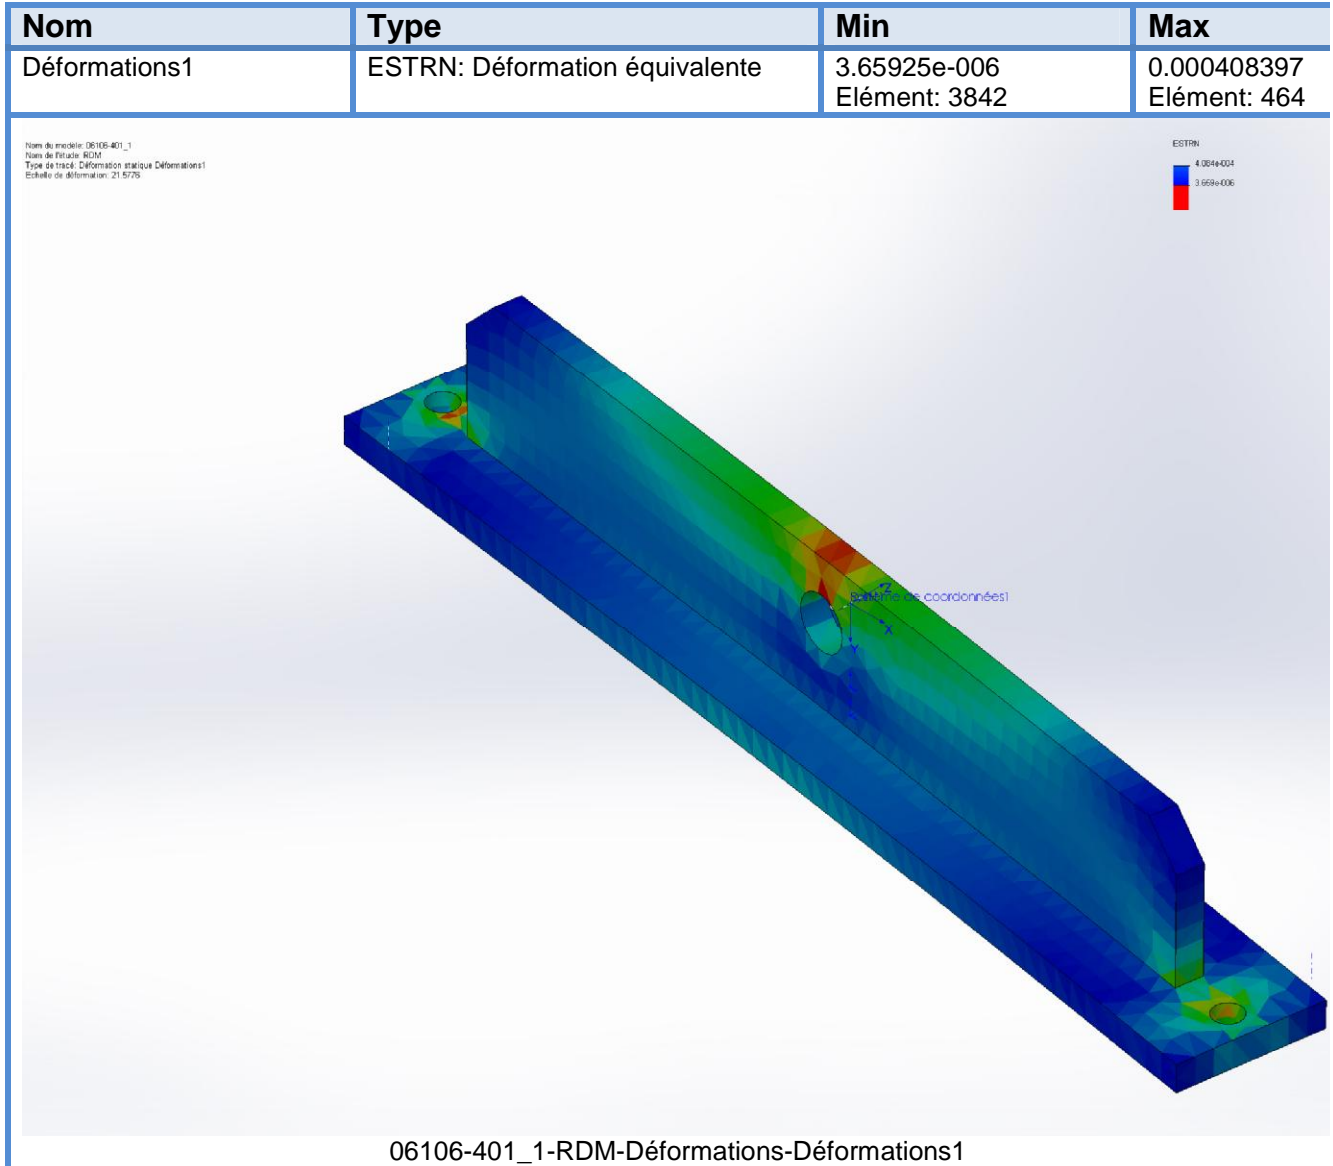 Nom Type Min Max
Déformations1 ESTRN: Déformation équivalente 3.65925e-006 0.000408397
Elément: 3842 Elément: 464
Nom du modèle: 06106-401_1
Nom de l'étude: RDM
Type de tracé: Déformation statique Déformations1
Echelle de déformation: 21.5776
ESTRN
4.084e-004
3.659e-006
Z
de coordonnées1
X
Y
06106-401_1-RDM-Déformations-Déformations1